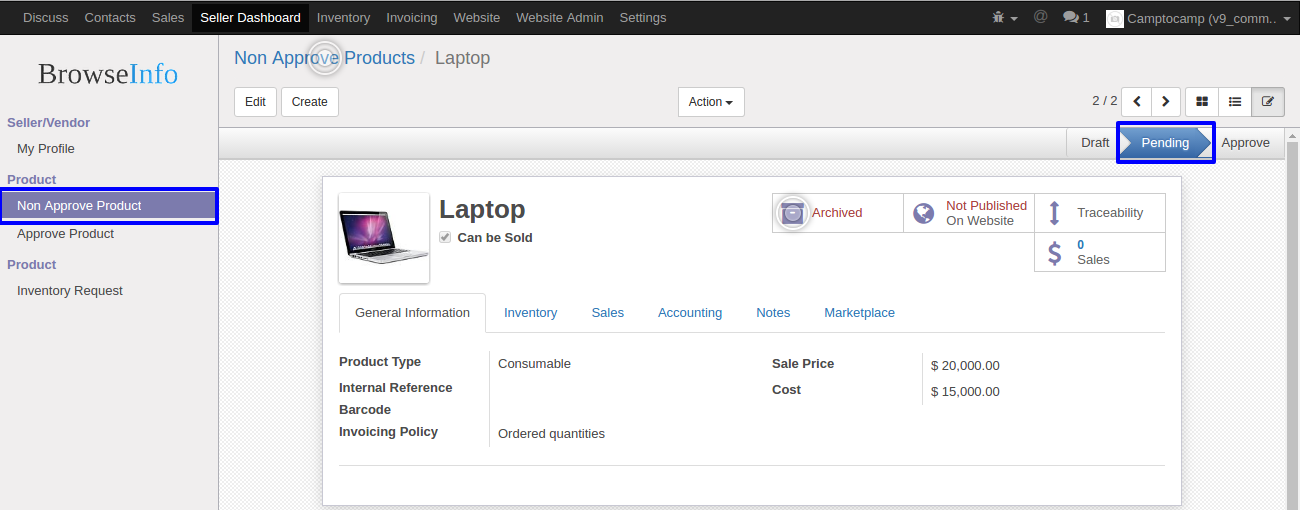 Discuss Contacts Sales Seller Dashboard Inventory Invoicing Website Website Admin Settings @ 1 Camptocamp (v9_comm..
BrowseInfo
Seller/Vendor
My Profile
Product
Non Approve Product
Approve Product
Product
Inventory Request
Non Approve Products / Laptop
Edit Create Action 2 / 2
Draft Pending Approve
Laptop
Can be Sold
Archived
Not Published
On Website
Traceability
0
Sales
General Information Inventory Sales Accounting Notes Marketplace
Product Type Consumable
Internal Reference
Barcode
Invoicing Policy Ordered quantities
Sale Price $ 20,000.00
Cost $ 15,000.00